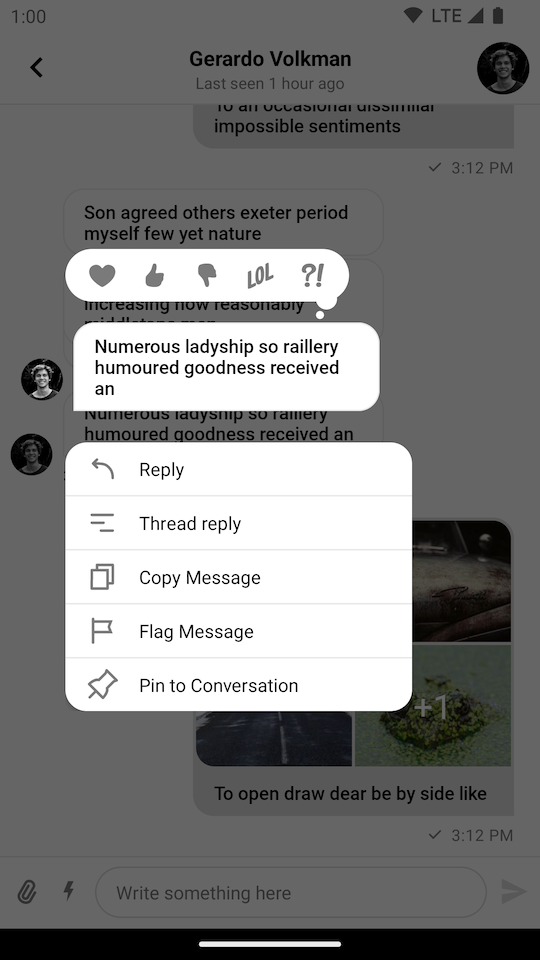 1:00
LTE
Gerardo Volkman
Last seen 1 hour ago
To an occasional dissimilar
impossible sentiments
3:12 PM
Son agreed others exeter period
myself few yet nature
LOL
?!
increasing how reasonably
middletons men
Numerous ladyship so raillery
humoured goodness received
an
Numerous ladyship so raillery
humoured goodness received an
Reply
Thread reply
Copy Message
Flag Message
Pin to Conversation
+1
To open draw dear be by side like
3:12 PM
Write something here